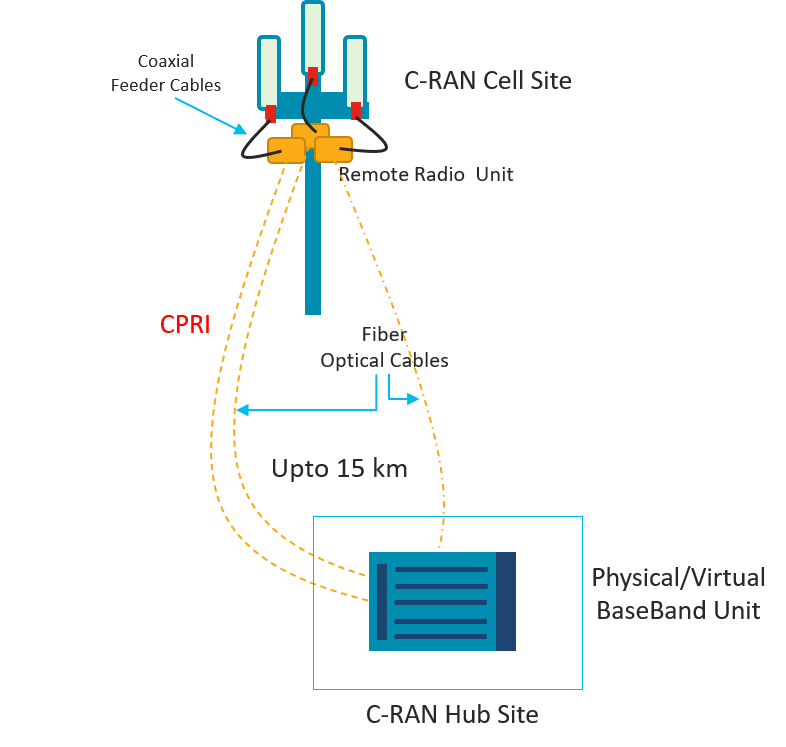 Coaxial
Feeder Cables
C-RAN Cell Site
Remote Radio  Unit
CPRI
Fiber
Optical Cables
Upto 15 km
Physical/Virtual
BaseBand Unit
C-RAN Hub Site